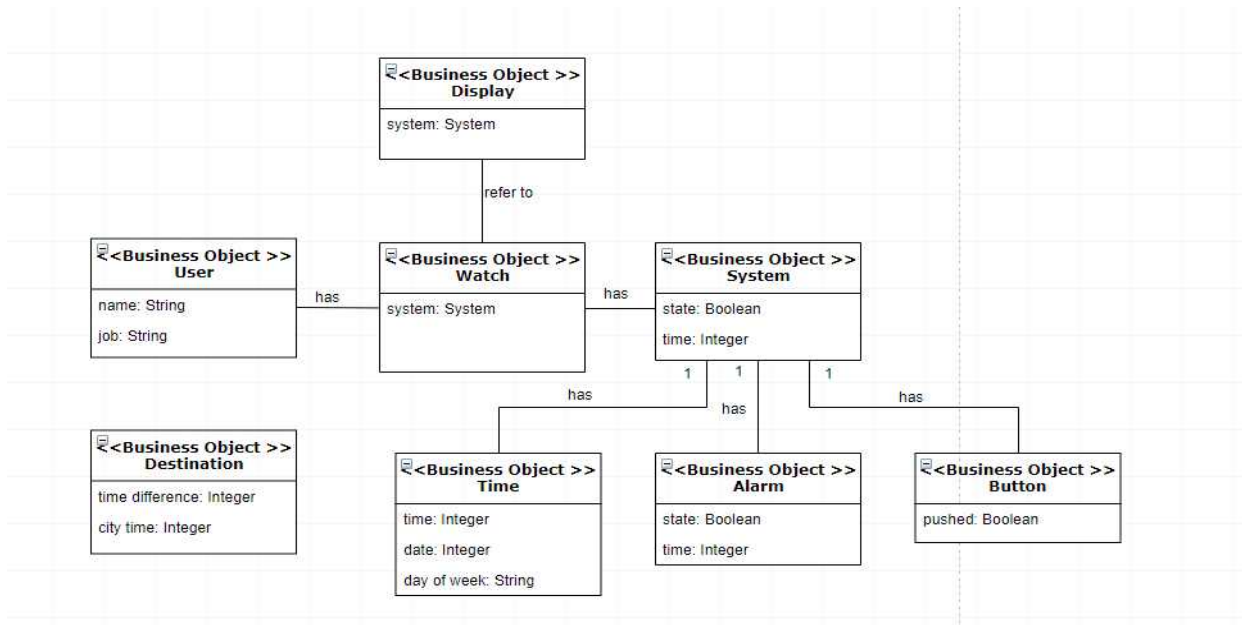 <<Business Object >>
Display
system: System
refer to
<<Business Object >>
User
name: String
job: String
has
<<Business Object >>
Watch
system: System
has
<<Business Object >>
System
state: Boolean
time: Integer
1
1
1
has
has
has
<<Business Object >>
Destination
time difference: Integer
city time: Integer
<<Business Object >>
Time
time: Integer
date: Integer
day of week: String
<<Business Object >>
Alarm
state: Boolean
time: Integer
<<Business Object >>
Button
pushed: Boolean